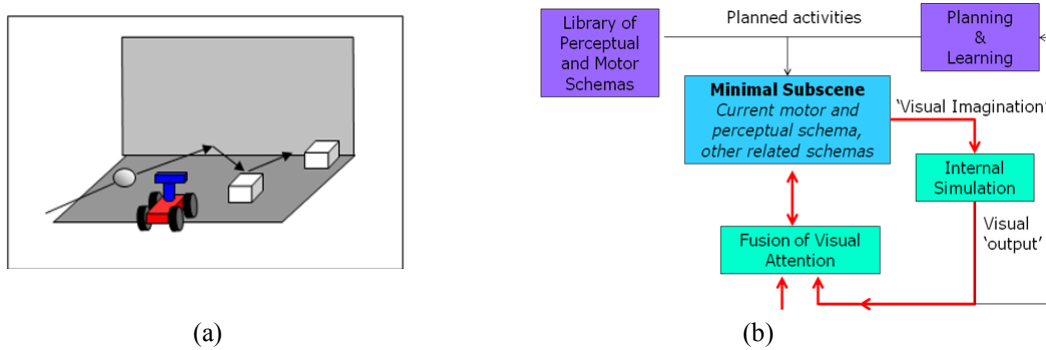 Library of
Perceptual
and Motor
Schemas
Planned activities
Planning
&
Learning
Minimal Subscene
Current motor and
perceptual schema,
other related schemas
‘Visual Imagination’
Internal
Simulation
Visual
‘output’
Fusion of Visual
Attention
(a)
(b)